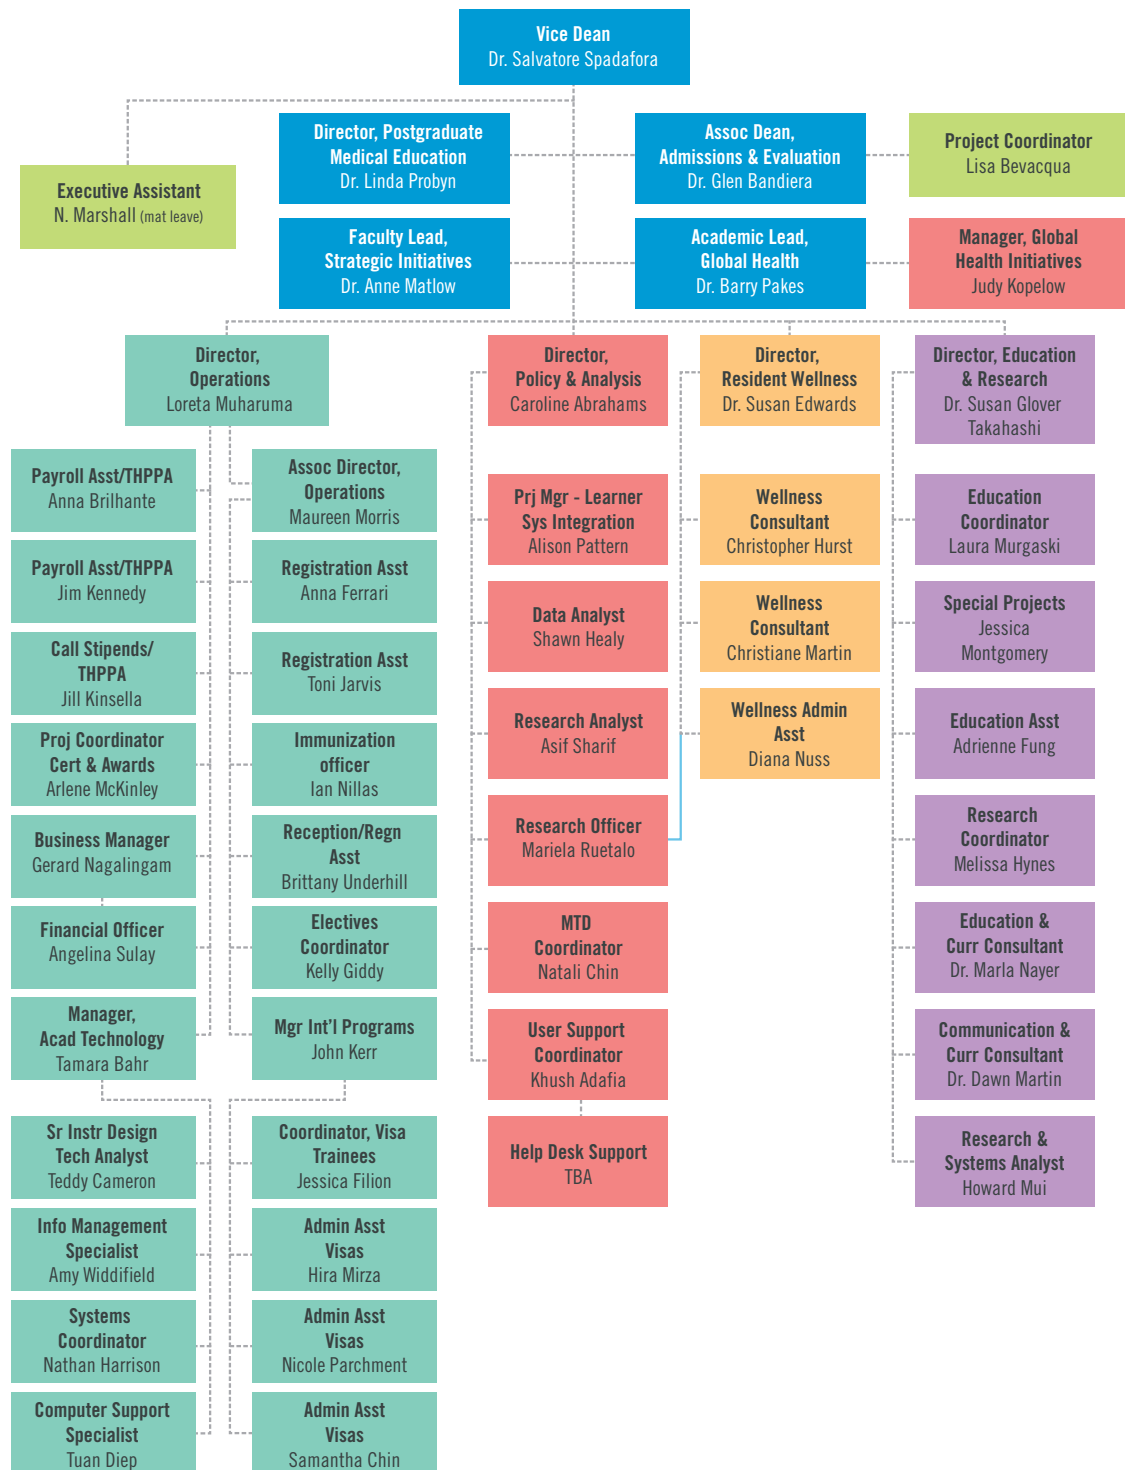 Vice Dean
Dr. Salvatore Spadafora
Director, Postgraduate
Medical Education
Dr. Linda Probyn
Assoc Dean,
Admissions & Evaluation
Dr. Glen Bandiera
Project Coordinator
Lisa Bevacqua
Executive Assistant
N. Marshall (mat leave)
Faculty Lead,
Strategic Initiatives
Dr. Anne Matlow
Academic Lead,
Global Health
Dr. Barry Pakes
Manager, Global
Health Initiatives
Judy Kopelow
Director,
Operations
Loreta Muharuma
Director,
Policy & Analysis
Caroline Abrahams
Director,
Resident Wellness
Dr. Susan Edwards
Director, Education
& Research
Dr. Susan Glover
Takahashi
Payroll Asst/THPPA
Anna Brilhante
Payroll Asst/THPPA
Jim Kennedy
Call Stipends/
THPPA
Jill Kinsella
Proj Coordinator
Cert & Awards
Arlene McKinley
Business Manager
Gerard Nagalingam
Financial Officer
Angelina Sulay
Manager,
Acad Technology
Tamara Bahr
Sr Instr Design
Tech Analyst
Teddy Cameron
Info Management
Specialist
Amy Widdifield
Systems
Coordinator
Nathan Harrison
Computer Support
Specialist
Tuan Diep
Assoc Director,
Operations
Maureen Morris
Registration Asst
Anna Ferrari
Registration Asst
Toni Jarvis
Immunization
officer
Ian Nillas
Reception/Regn
Asst
Brittany Underhill
Electives
Coordinator
Kelly Giddy
Mgr Int'l Programs
John Kerr
Coordinator, Visa
Trainees
Jessica Filion
Admin Asst
Visas
Hira Mirza
Admin Asst
Visas
Nicole Parchment
Admin Asst
Visas
Samantha Chin
Prj Mgr - Learner
Sys Integration
Alison Pattern
Data Analyst
Shawn Healy
Research Analyst
Asif Sharif
Research Officer
Mariela Ruetalo
MTD
Coordinator
Natali Chin
User Support
Coordinator
Khush Adafia
Help Desk Support
TBA
Wellness
Consultant
Christopher Hurst
Wellness
Consultant
Christiane Martin
Wellness Admin
Asst
Diana Nuss
Education
Coordinator
Laura Murgaski
Special Projects
Jessica
Montgomery
Education Asst
Adrienne Fung
Research
Coordinator
Melissa Hynes
Education &
Curr Consultant
Dr. Marla Nayer
Communication &
Curr Consultant
Dr. Dawn Martin
Research &
Systems Analyst
Howard Mui